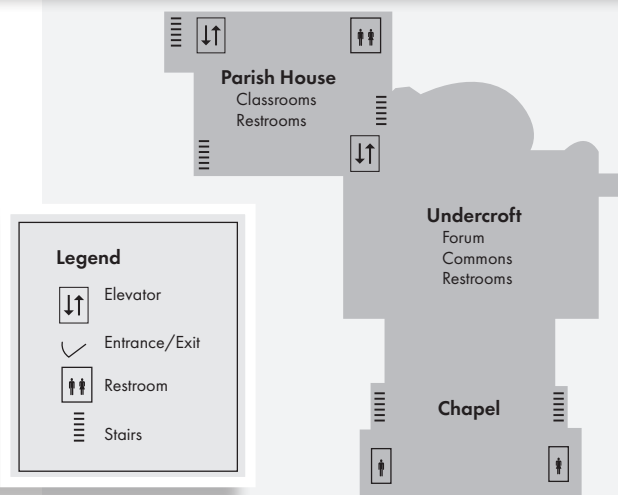 Parish House
Classrooms
Restrooms
Undercroft
Forum
Commons
Restrooms
Chapel
Legend
Elevator
Entrance/Exit
Restroom
Stairs